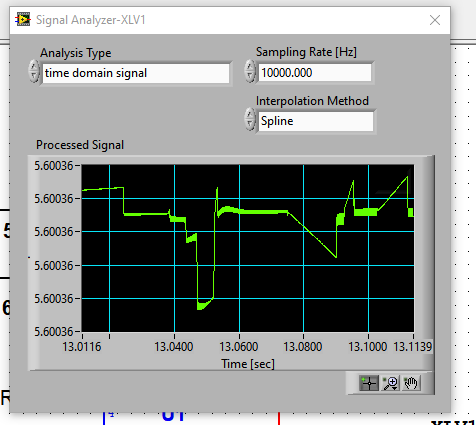 Signal Analyzer-XLV1
Analysis Type
time domain signal
Sampling Rate [Hz]
10000.000
Interpolation Method
Spline
Processed Signal
5.60036
5.60036
5.60036
5.60036
5.60036
5.60036
13.0116
13.0400
13.0600
13.0800
13.1000
13.1139
Time [sec]
5
6
R